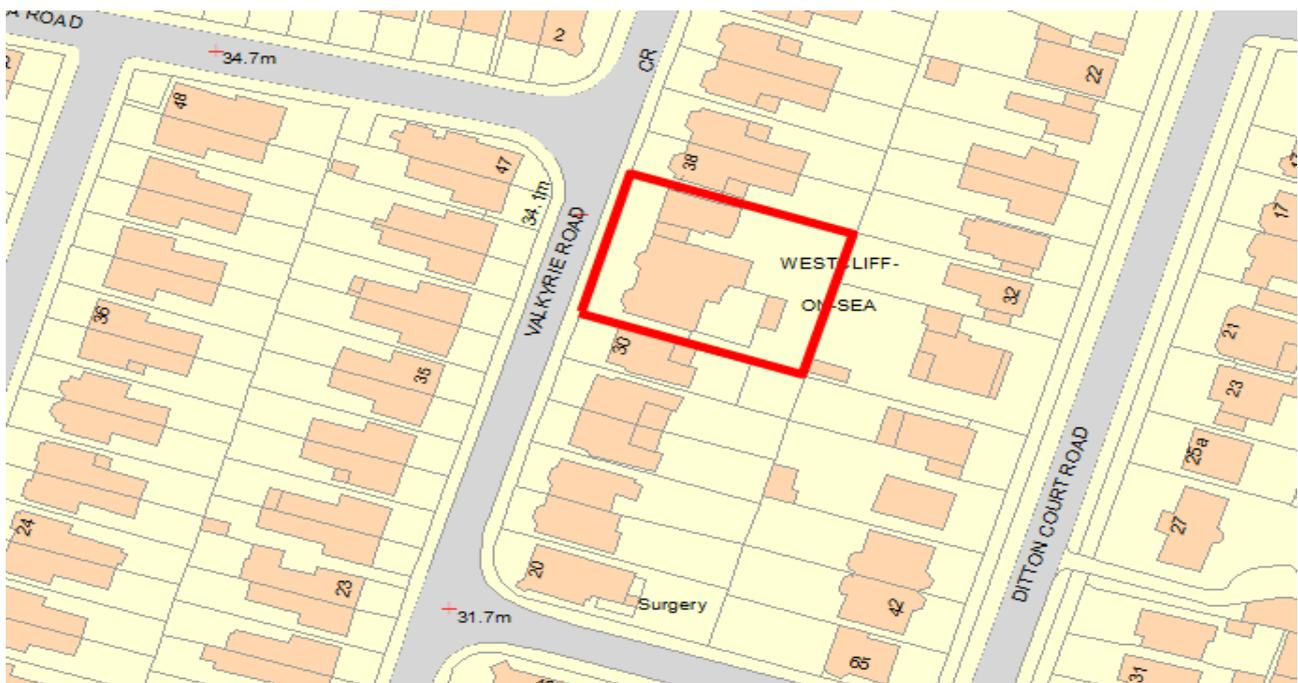 A ROAD
34.7m
2
CR
22
48
47
38
34.1m
17
VALKYRIE ROAD
WESTCLIFF-
ON-SEA
32
36
30
21
35
23
25a
DITTON COURT ROAD
27
24
20
23
Surgery
42
31.7m
65
31